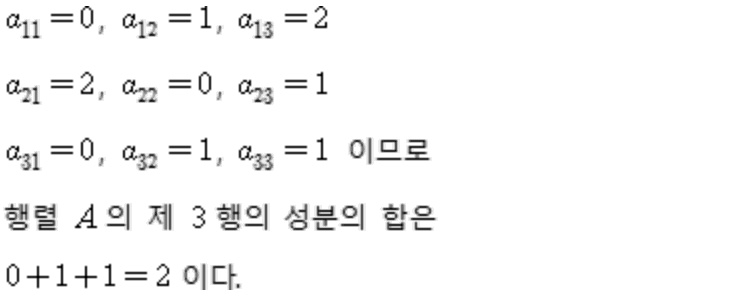 a₁₁ = 0, a₁₂ = 1, a₁₃ = 2
a₂₁ = 2, a₂₂ = 0, a₂₃ = 1
a₃₁ = 0, a₃₂ = 1, a₃₃ = 1 이므로
행렬 A의 제 3행의 성분의 합은
0+1+1=2 이다.